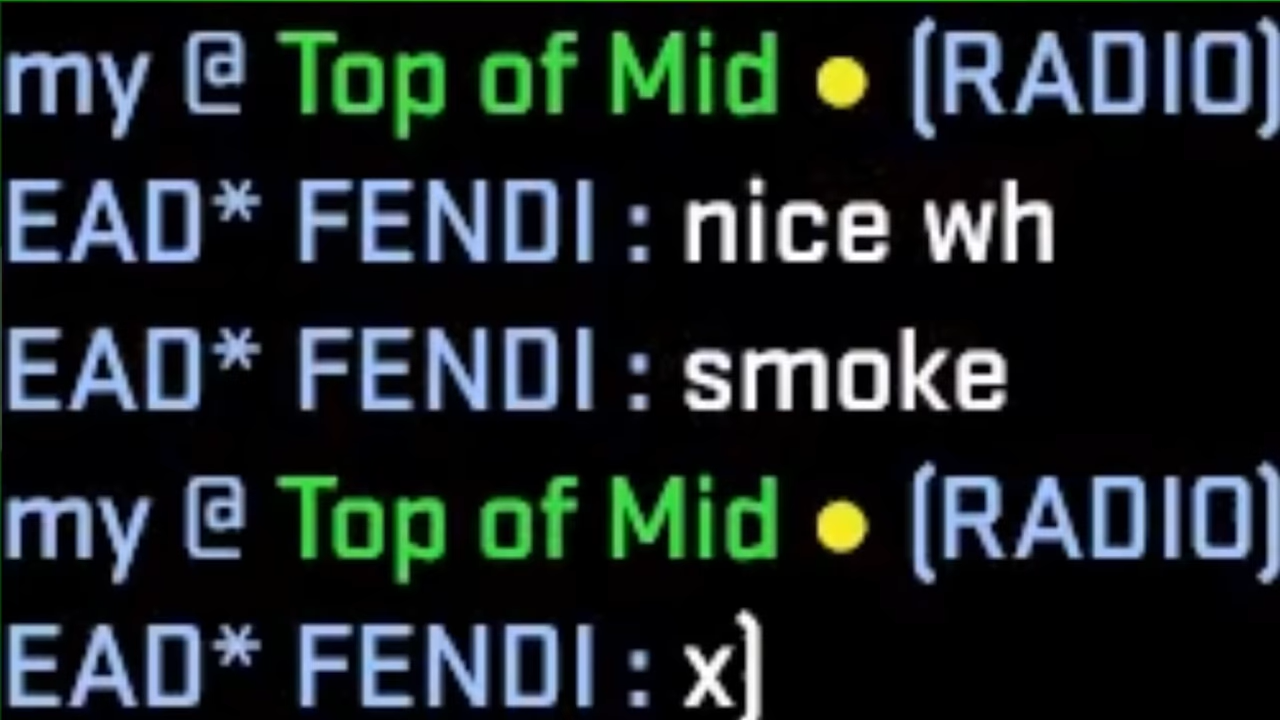 my @ Top of Mid ● (RADIO)
EAD* FENDI : nice wh
EAD* FENDI : smoke
my @ Top of Mid ● (RADIO)
EAD* FENDI : x)